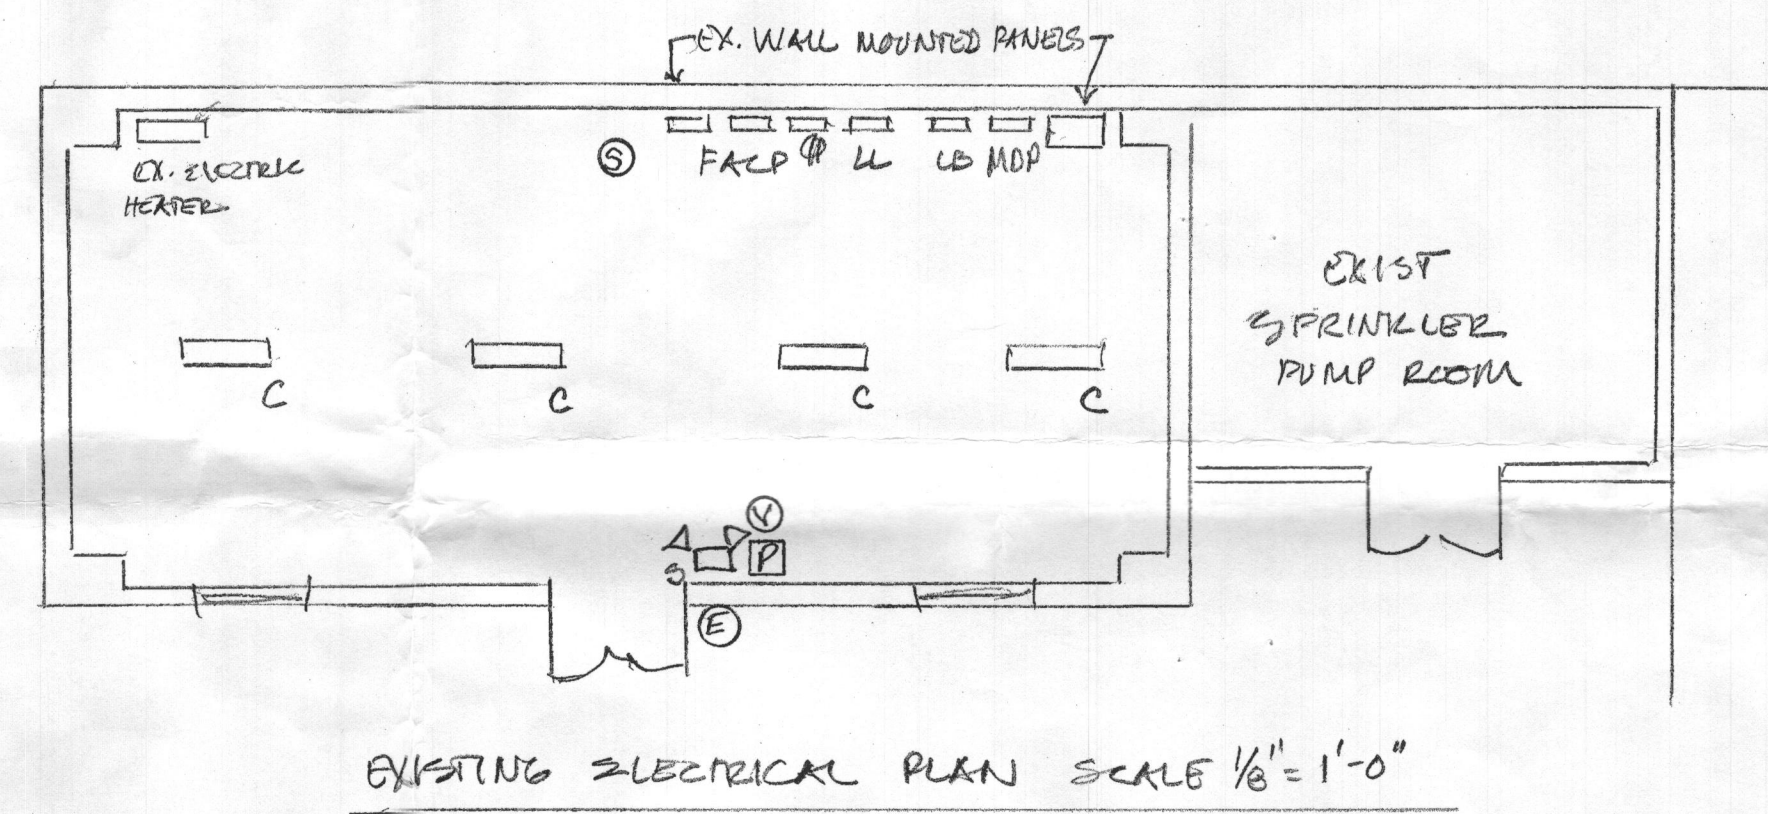 EX. WALL MOUNTED PANELS
S FACP LL LB MDP
EX. ELECTRIC
HEATER
EXIST
SPRINKLER
PUMP ROOM
C C C C
V
P
S
E
EXISTING ELECTRICAL PLAN SCALE 1/8" = 1'-0"